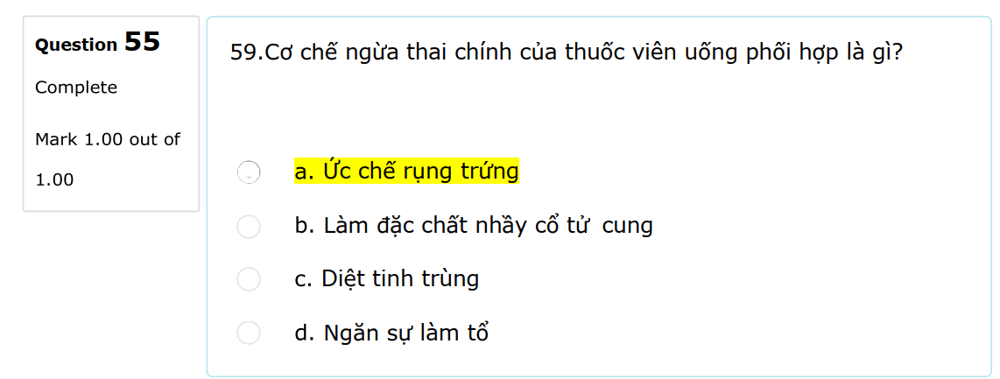 Question 55
Complete
Mark 1.00 out of
1.00
59.Cơ chế ngừa thai chính của thuốc viên uống phối hợp là gì?
a. Ức chế rụng trứng
b. Làm đặc chất nhầy cổ tử cung
c. Diệt tinh trùng
d. Ngăn sự làm tổ